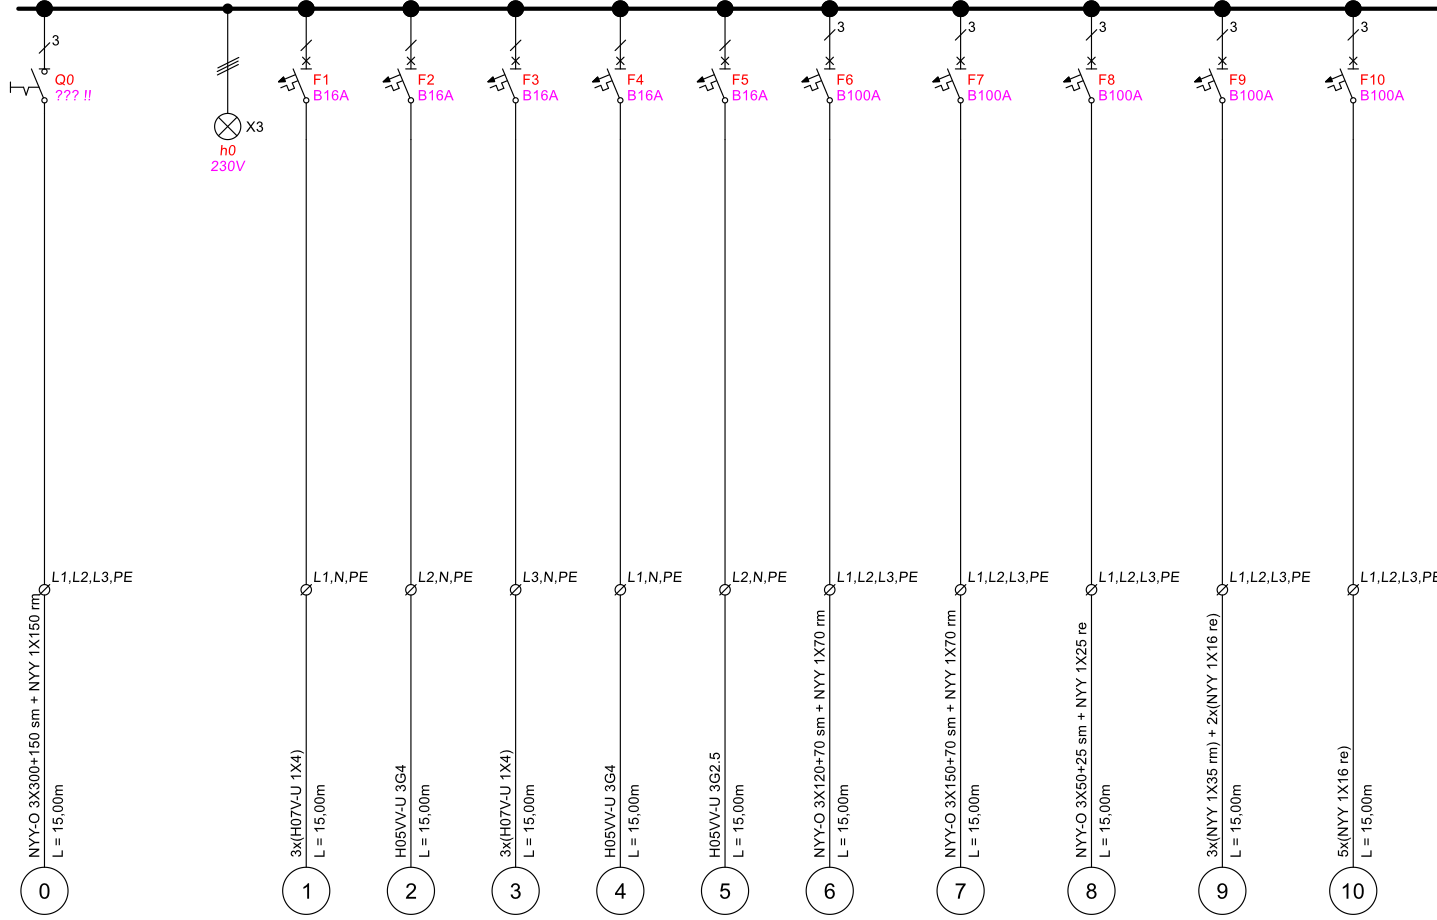 3
3
3
3
3
3
Q0
??? !!
F1
B16A
F2
B16A
F3
B16A
F4
B16A
F5
B16A
F6
B100A
F7
B100A
F8
B100A
F9
B100A
F10
B100A
X3
h0
230V
L1,L2,L3,PE
L1,N,PE
L2,N,PE
L3,N,PE
L1,N,PE
L2,N,PE
L1,L2,L3,PE
L1,L2,L3,PE
L1,L2,L3,PE
L1,L2,L3,PE
L1,L2,L3,PE
NYY-O 3X300+150 sm + NYY 1X150 rm
L = 15,00m
3x(H07V-U 1X4)
L = 15,00m
H05VV-U 3G4
L = 15,00m
3x(H07V-U 1X4)
L = 15,00m
H05VV-U 3G4
L = 15,00m
H05VV-U 3G2.5
L = 15,00m
NYY-O 3X120+70 sm + NYY 1X70 rm
L = 15,00m
NYY-O 3X150+70 sm + NYY 1X70 rm
L = 15,00m
NYY-O 3X50+25 sm + NYY 1X25 re
L = 15,00m
3x(NYY 1X35 rm) + 2x(NYY 1X16 re)
L = 15,00m
5x(NYY 1X16 re)
L = 15,00m
0
1
2
3
4
5
6
7
8
9
10